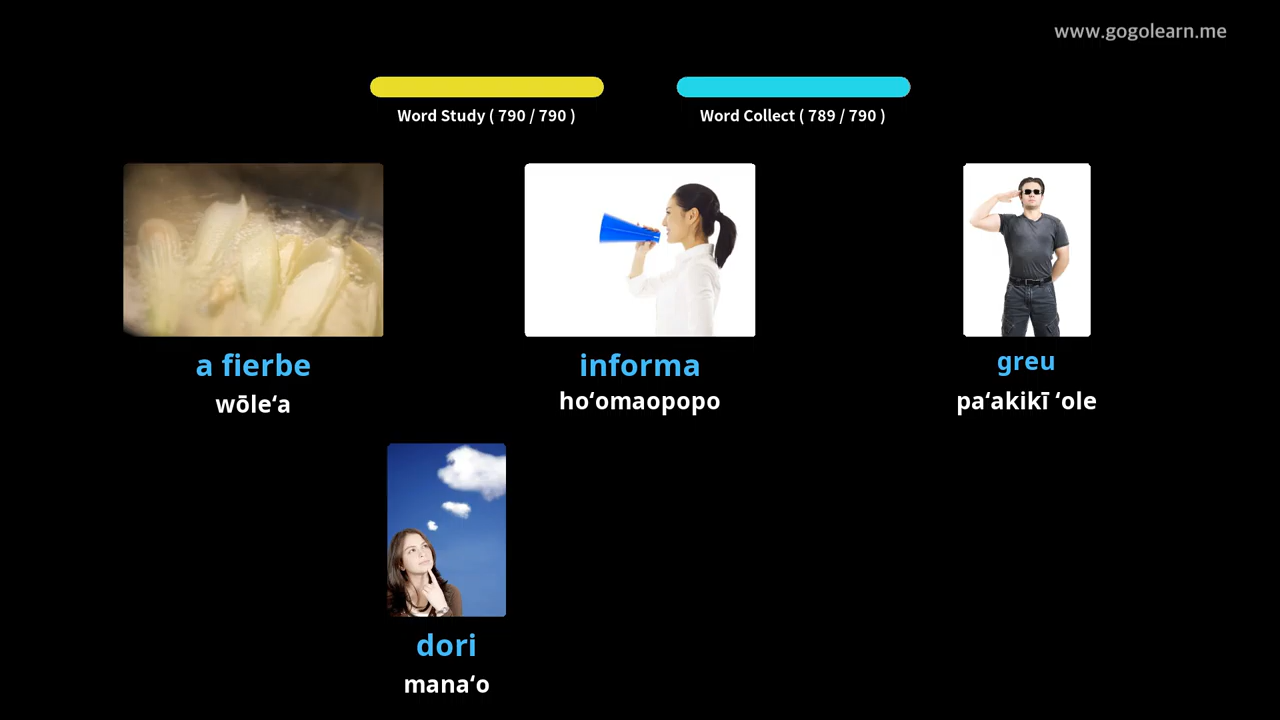 www.gogolearn.me
Word Study ( 790 / 790 )
Word Collect ( 789 / 790 )
a fierbe
wōleʻa
informa
hoʻomaopopo
greu
paʻakikī ʻole
dori
manaʻo